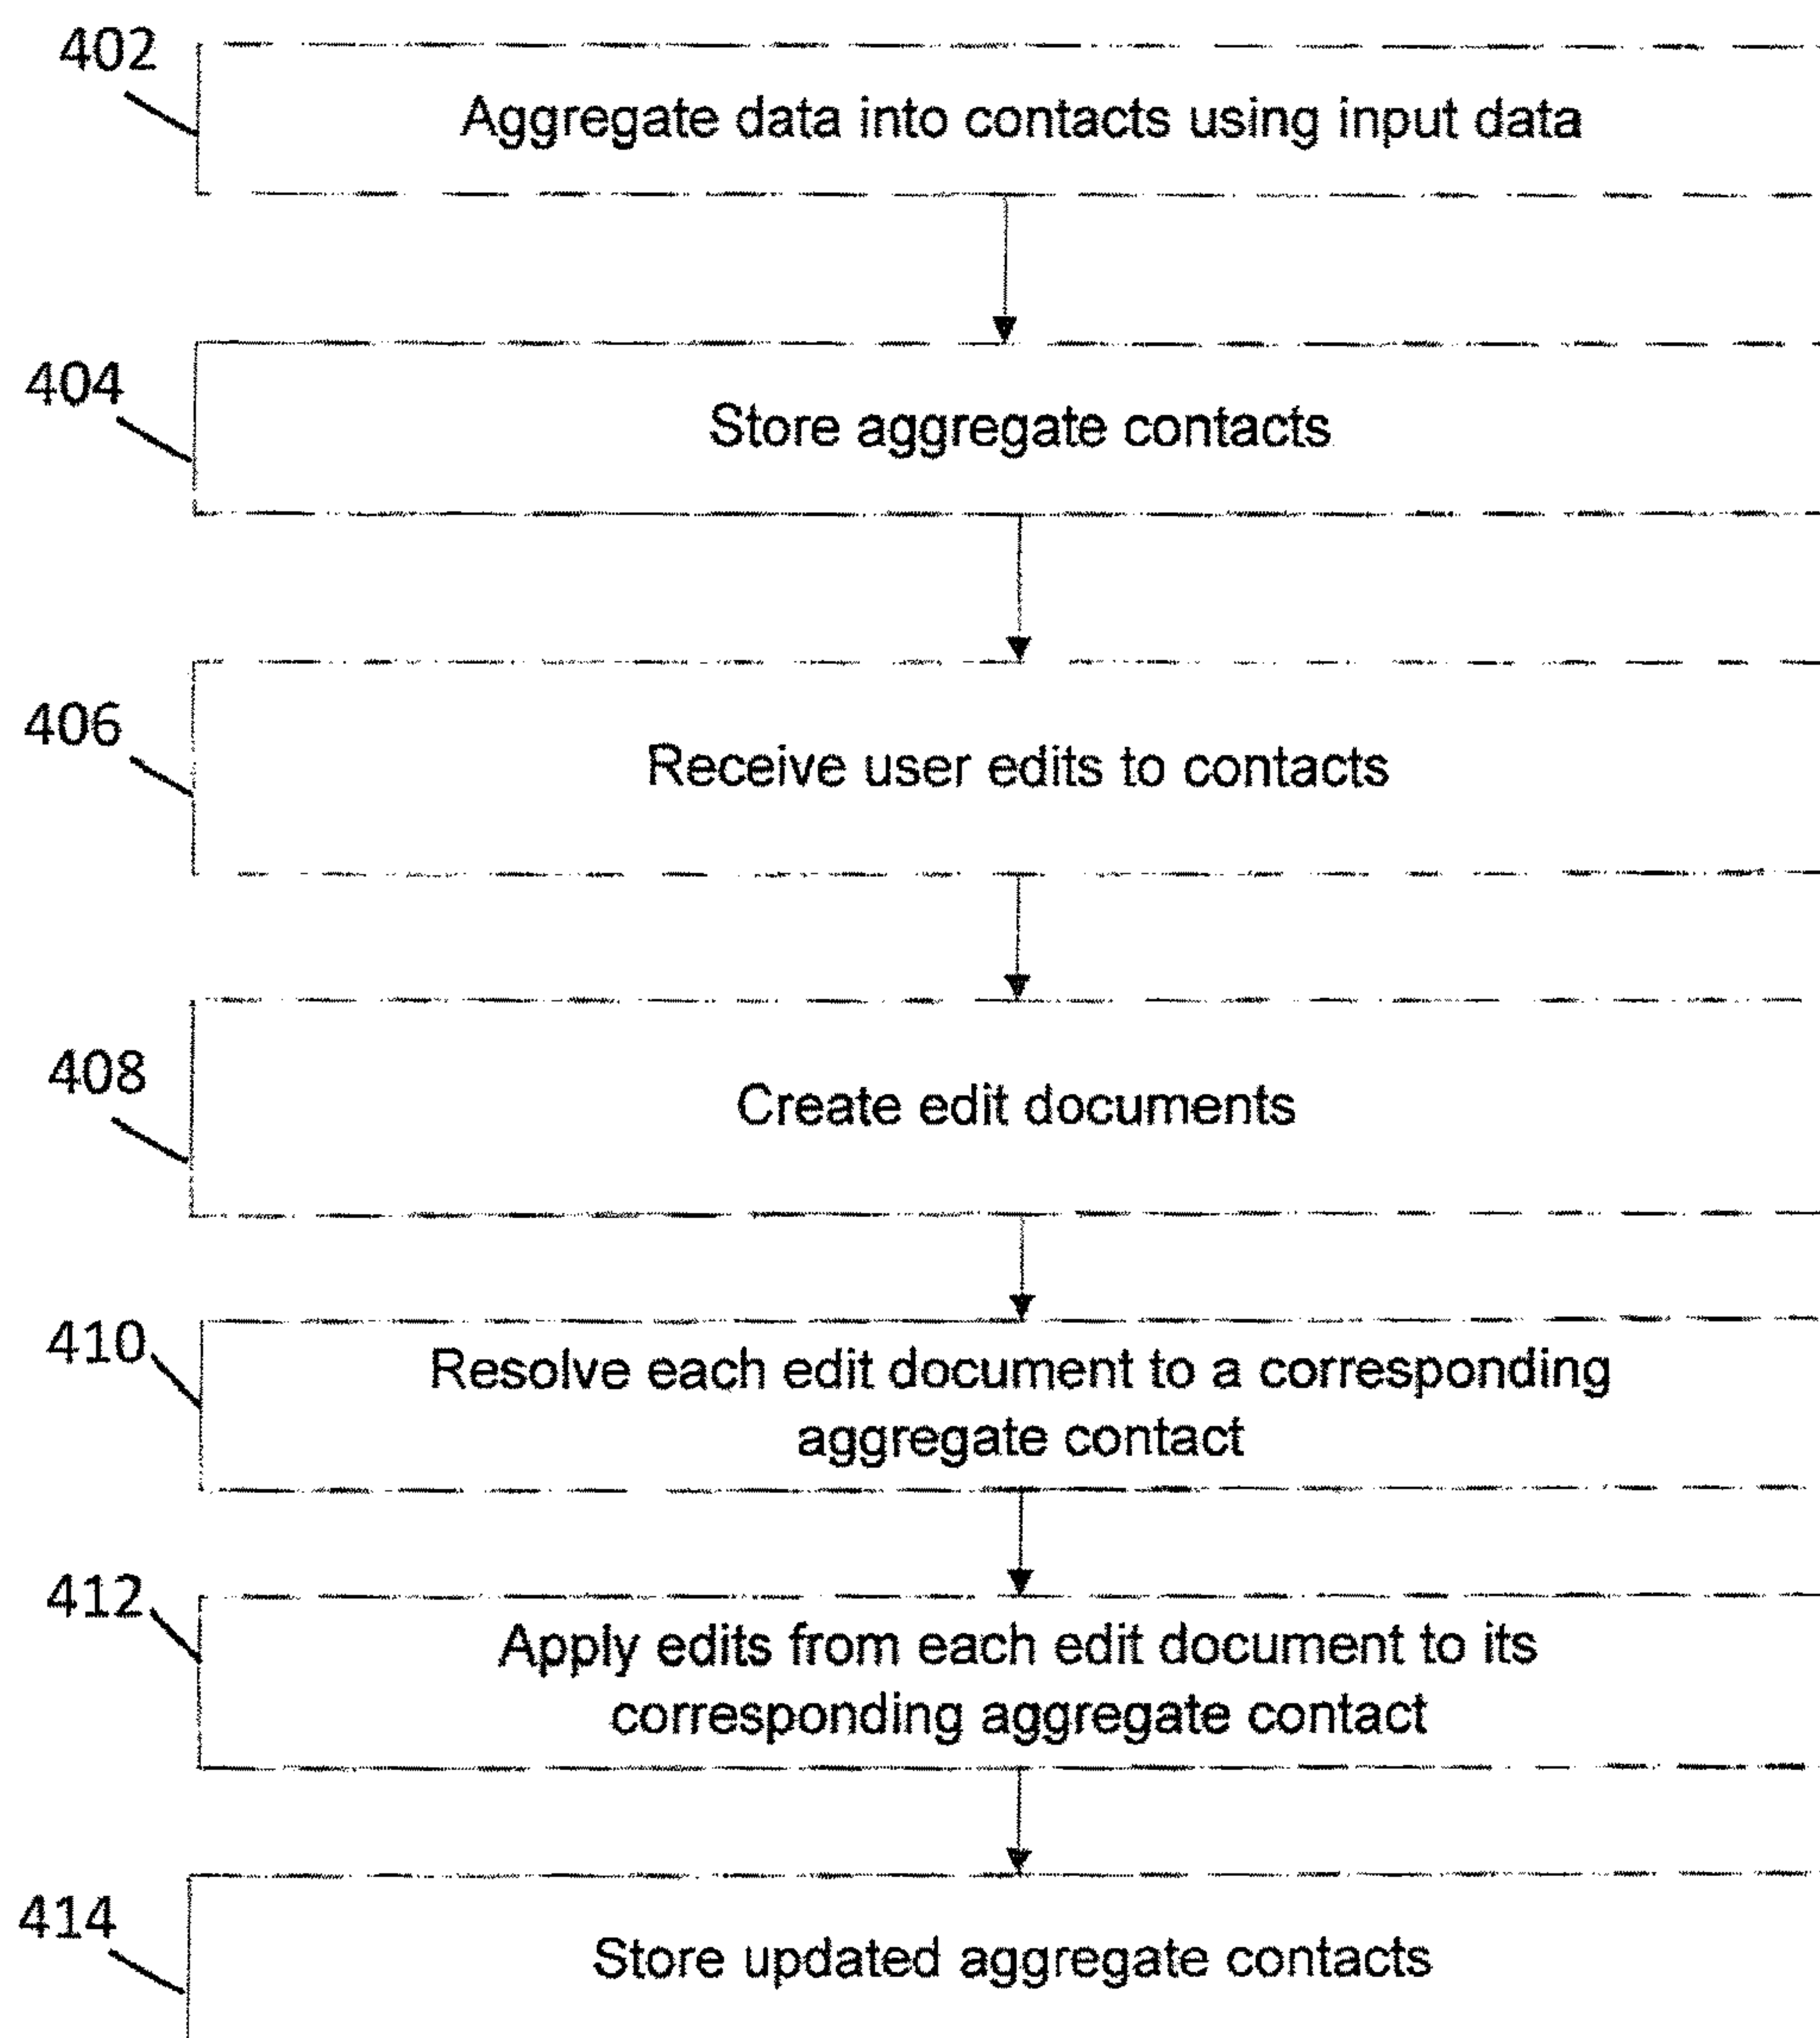 402
Aggregate data into contacts using input data
404
Store aggregate contacts
406
Receive user edits to contacts
408
Create edit documents
410
Resolve each edit document to a corresponding
aggregate contact
412
Apply edits from each edit document to its
corresponding aggregate contact
414
Store updated aggregate contacts